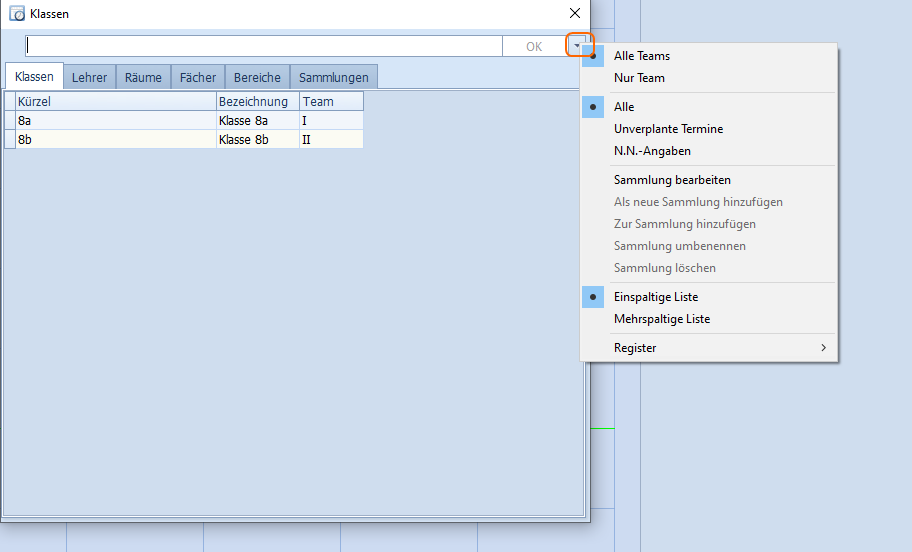 Klassen
OK
Klassen Lehrer Räume Fächer Bereiche Sammlungen
Kürzel Bezeichnung Team
8a Klasse 8a I
8b Klasse 8b II
Alle Teams
Nur Team
Alle
Unverplante Termine
N.N.-Angaben
Sammlung bearbeiten
Als neue Sammlung hinzufügen
Zur Sammlung hinzufügen
Sammlung umbenennen
Sammlung löschen
Einspaltige Liste
Mehrspaltige Liste
Register